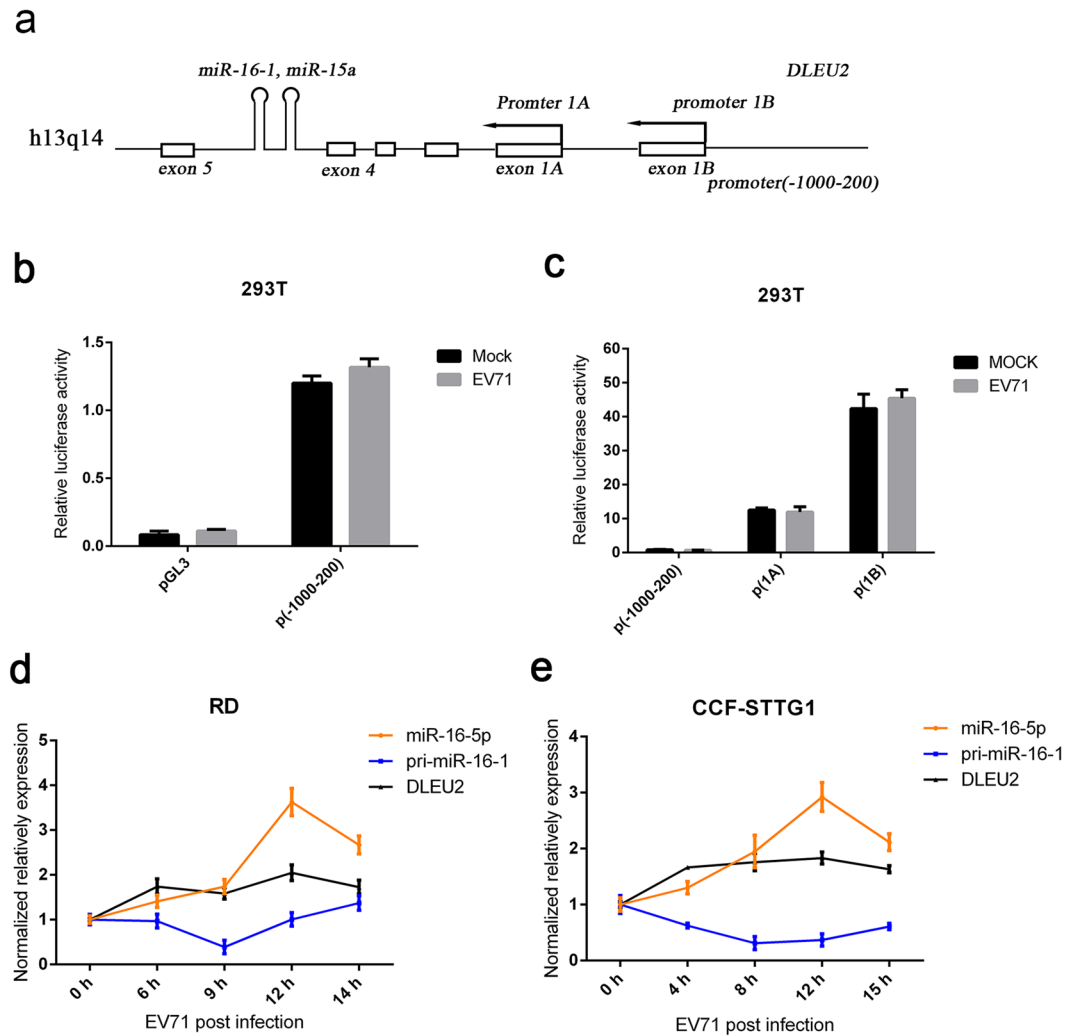 a
miR-16-1, miR-15a
DLEU2
Promter 1A
promoter 1B
h13q14
exon 5
exon 4
exon 1A
exon 1B
promoter(-1000-200)
b
293T
Relative luciferase activity
1.5
1.0
0.5
0.0
pGL3
p(-1000-200)
Mock
EV71
c
293T
Relative luciferase activity
60
50
40
30
20
10
0
p(-1000-200)
p(1A)
p(1B)
MOCK
EV71
d
RD
Normalized relatively expression
5
4
3
2
1
0
0 h
6 h
9 h
12 h
14 h
EV71 post infection
miR-16-5p
pri-miR-16-1
DLEU2
e
CCF-STTG1
Normalized relatively expression
4
3
2
1
0
0 h
4 h
8 h
12 h
15 h
EV71 post infection
miR-16-5p
pri-miR-16-1
DLEU2